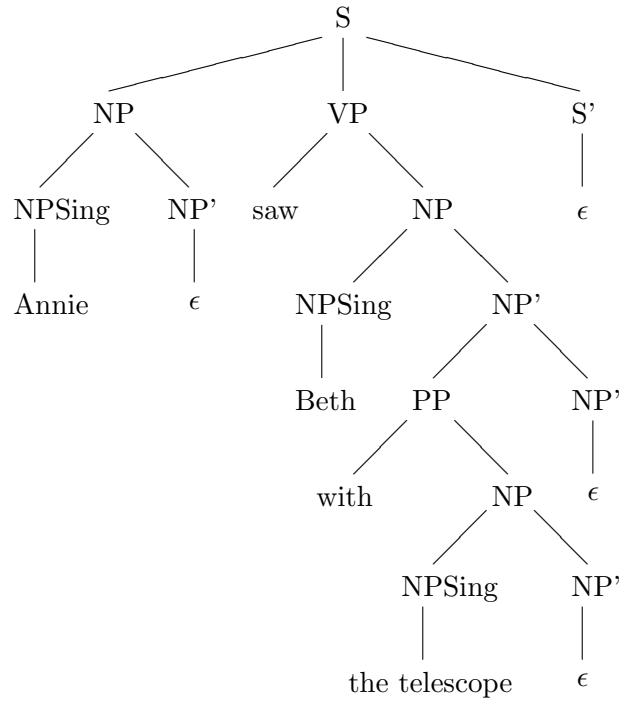 S
NP VP S'
NPSing NP' saw NP ϵ
Annie ϵ NPSing NP'
Beth PP NP'
with NP ϵ
NPSing NP'
the telescope ϵ